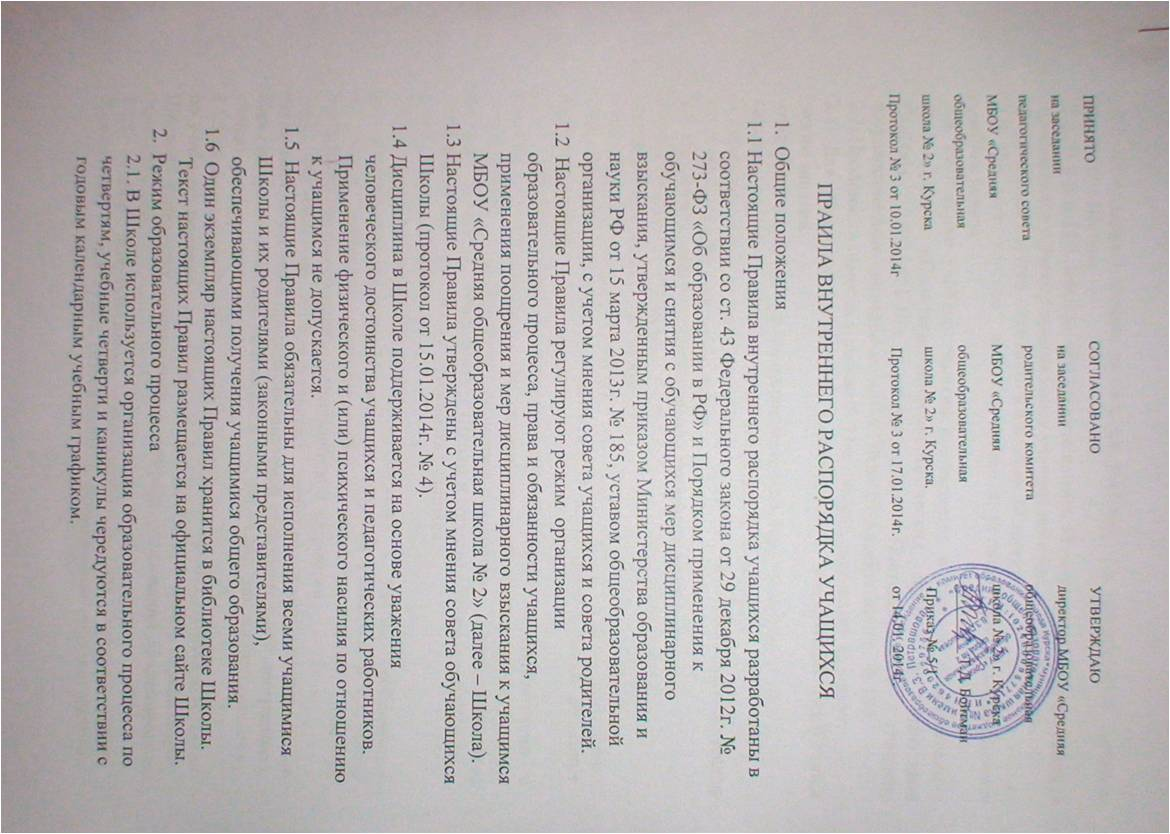 ПРИНЯТО
на заседании
педагогического совета
МБОУ «Средняя
общеобразовательная
школа № 2» г. Курска
Протокол № 3 от 10.01.2014г
СОГЛАСОВАНО
на заседании
родительского комитета
МБОУ «Средняя
общеобразовательная
школа № 2» г. Курска.
Протокол № 3 от 17.01.2014г.
УТВЕРЖДАЮ
директор МБОУ «Средняя
общеобразовательная
школа № 2» г. Курска
Приказ №
от 2014г.
ПРАИЛА ВНУТРЕННЕГО РАСПОРЯДКА УЧАЩИХСЯ
1. Общие положения
1.1 Настоящие Правила внутреннего распорядка учащихся разработаны в
соответствии со ст. 43 Федерального закона от 29 декабря 2012г. №
273-ФЗ «Об образовании в РФ» и Порядком применения к
обучающимся и снятия с обучающихся мер дисциплинарного
взыскания, утвержденным приказом Министерства образования и
науки РФ от 15 марта 2013г. № 185, уставом общеобразовательной
организации, с учетом мнения совета учащихся и совета родителей.
1.2 Настоящие Правила регулируют режим организации
образовательного процесса, права и обязанности учащихся,
применения поощрения и мер дисциплинарного взыскания к учащимся
МБОУ «Средняя общеобразовательная школа № 2» (далее – Школа).
1.3 Настоящие Правила утверждены с учетом мнения совета обучающихся
Школы (протокол от 15.01.2014г. № 4).
1.4 Дисциплина в Школе поддерживается на основе уважения
человеческого достоинства учащихся и педагогических работников.
Применение физического и (или) психического насилия по отношению
к учащимся не допускается.
1.5 Настоящие Правила обязательны для исполнения всеми учащимися
Школы и их родителями (законными представителями),
обеспечивающими получения учащимися общего образования.
1.6 Один экземпляр настоящих Правил хранится в библиотеке Школы.
Текст настоящих Правил размещается на официальном сайте Школы.
2. Режим образовательного процесса
2.1. В Школе используется организация образовательного процесса по
четвертям, учебные четверти и каникулы чередуются в соответствии с
годовым календарным учебным графиком.